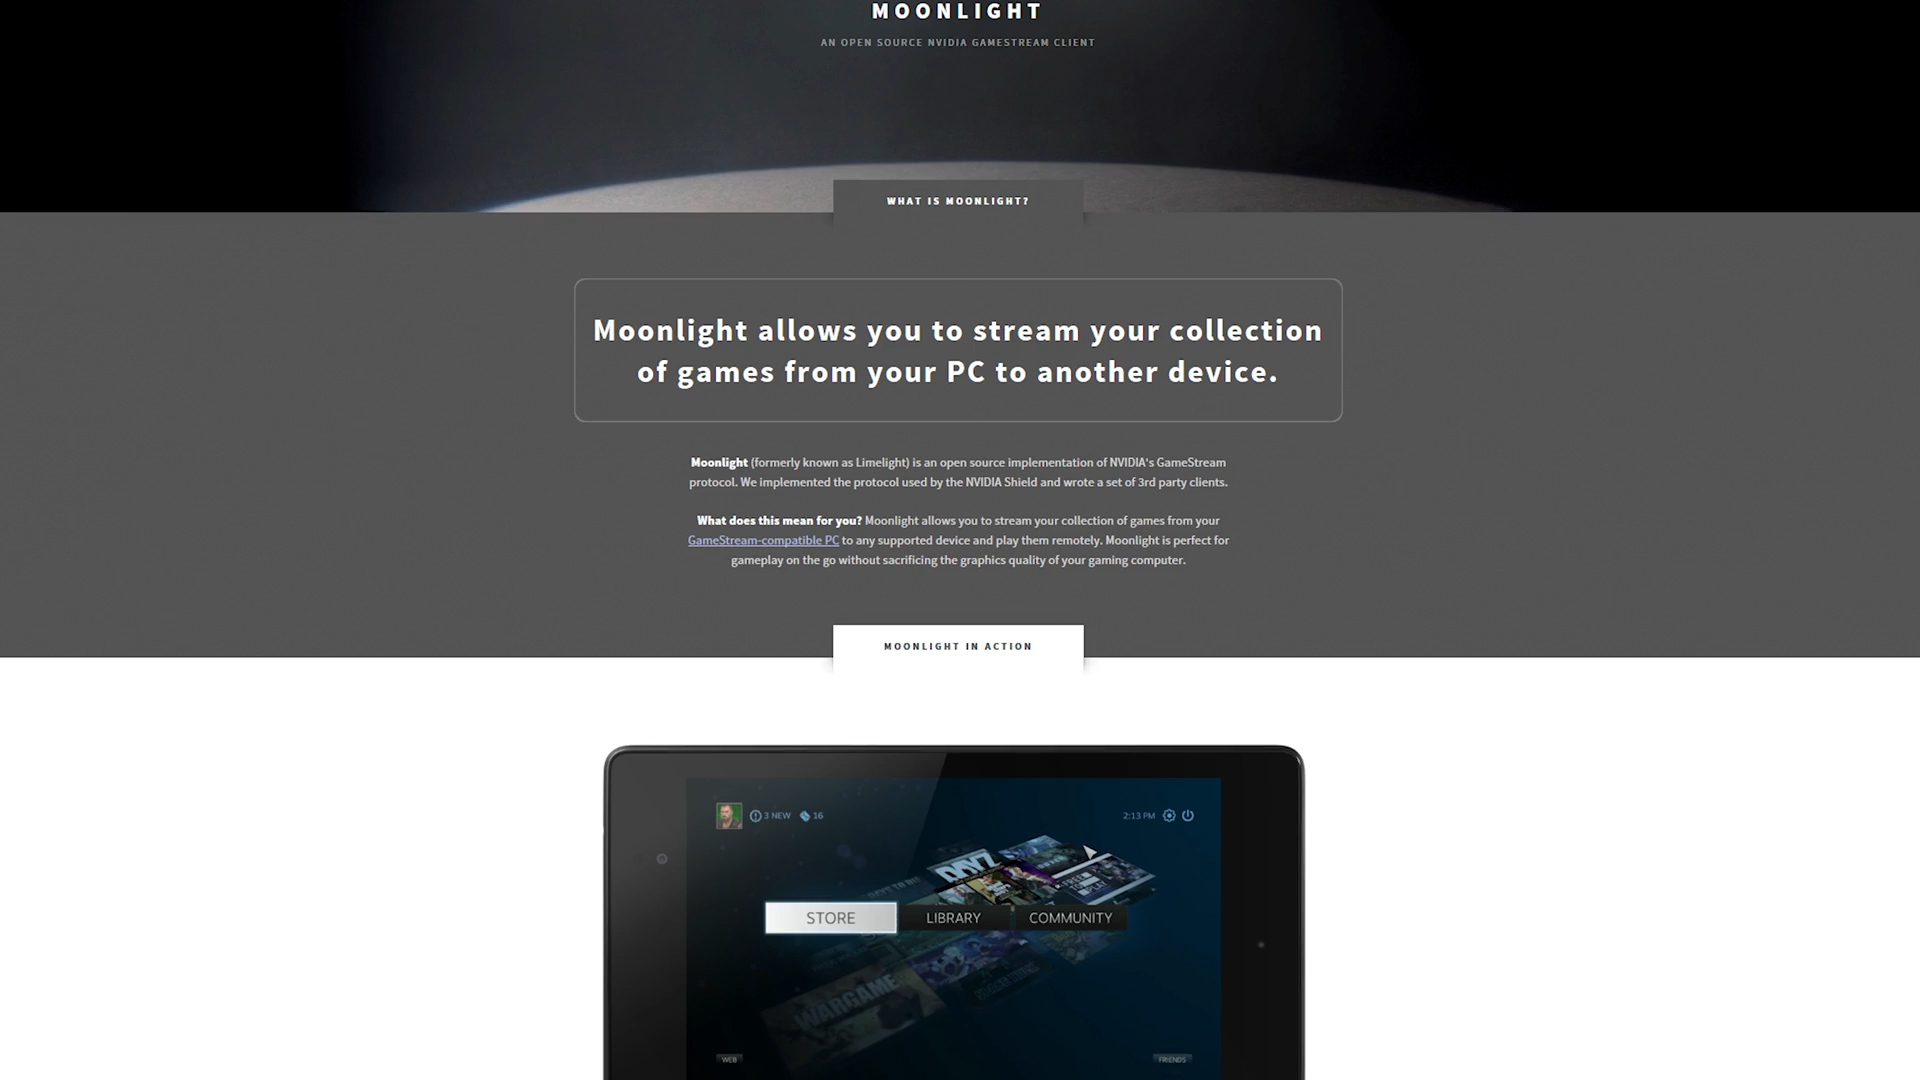 MOONLIGHT
AN OPEN SOURCE NVIDIA GAMESTREAM CLIENT
WHAT IS MOONLIGHT?
Moonlight allows you to stream your collection
of games from your PC to another device.
Moonlight (formerly known as Limelight) is an open source implementation of NVIDIA's GameStream
protocol. We implemented the protocol used by the NVIDIA Shield and wrote a set of 3rd party clients.
What does this mean for you? Moonlight allows you to stream your collection of games from your
GameStream-compatible PC to any supported device and play them remotely. Moonlight is perfect for
gameplay on the go without sacrificing the graphics quality of your gaming computer.
MOONLIGHT IN ACTION
3 NEW 16 2:13 PM
DAYZ
FREE TO PLAY
STORE LIBRARY COMMUNITY
WARGAME
WEB FRIENDS